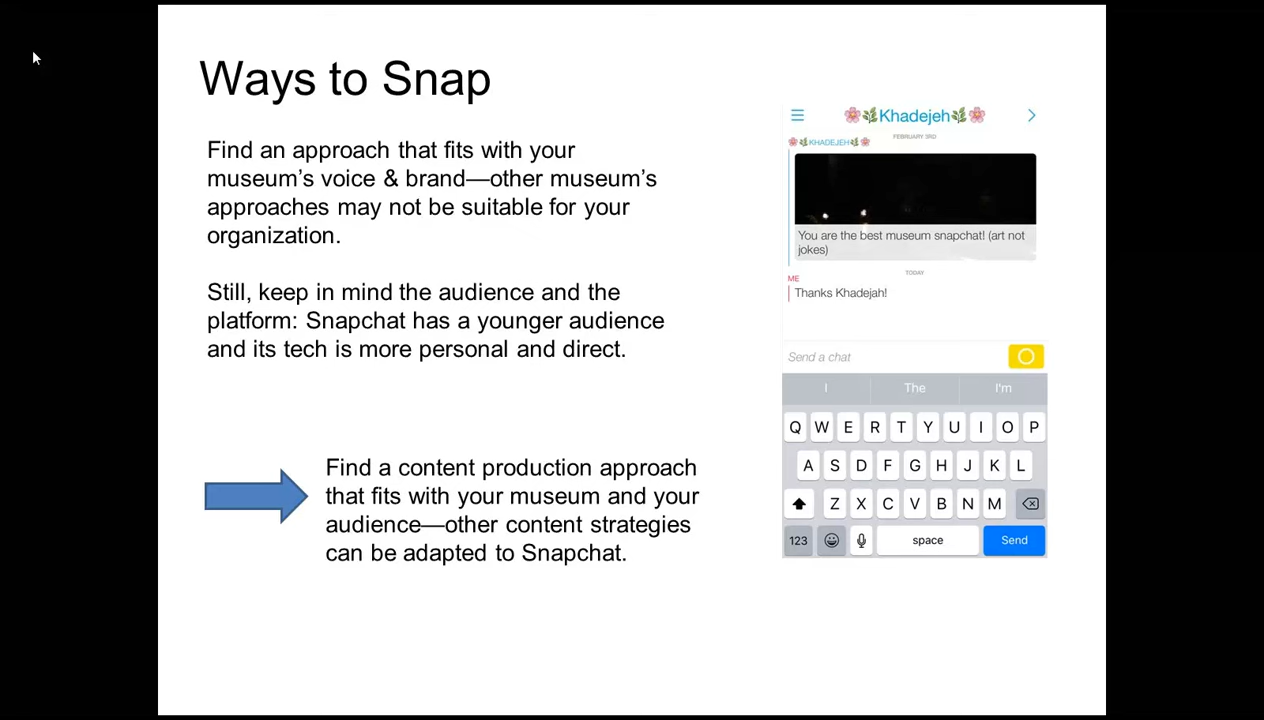 Ways to Snap
Find an approach that fits with your
museum's voice & brand—other museum's
approaches may not be suitable for your
organization.
Still, keep in mind the audience and the
platform: Snapchat has a younger audience
and its tech is more personal and direct.
Find a content production approach
that fits with your museum and your
audience—other content strategies
can be adapted to Snapchat.
🌸🌿Khadejeh🌿🌸
FEBRUARY 3RD
🌸🌿KHADEJEH🌿🌸
You are the best museum snapchat! (art not
jokes)
TODAY
ME
Thanks Khadejah!
Send a chat
I The I'm
Q W E R T Y U I O P
A S D F G H J K L
Z X C V B N M
123 space Send